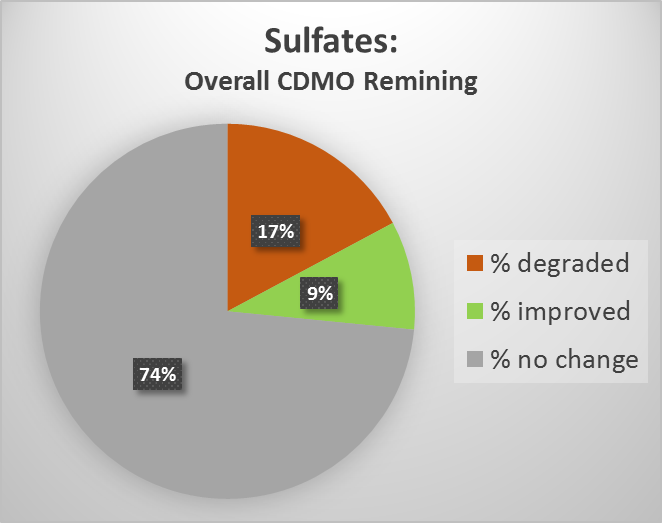 Sulfates:
Overall CDMO Remining
17%
9%
74%
% degraded
% improved
% no change